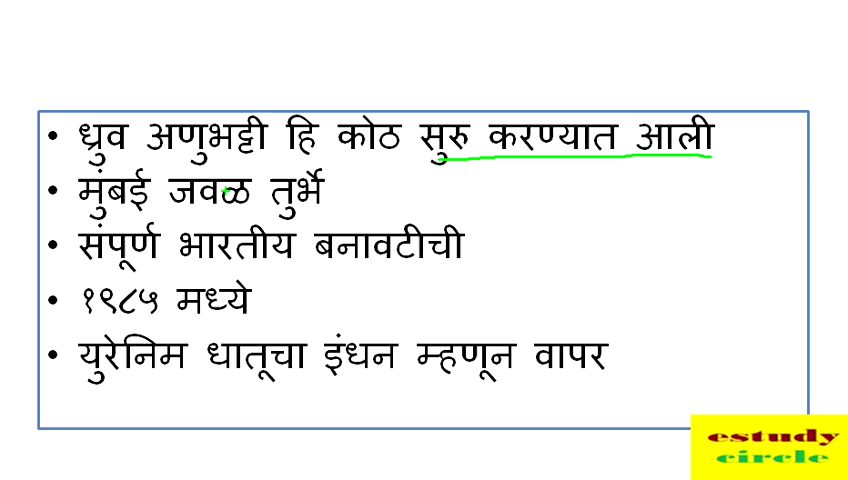 • ध्रुव अणुभट्टी हि कोठ सुरु करण्यात आली
• मुंबई जवळ तुर्भे
• संपूर्ण भारतीय बनावटीची
• १९८५ मध्ये
• युरेनिम धातूचा इंधन म्हणून वापर
estudy
circle